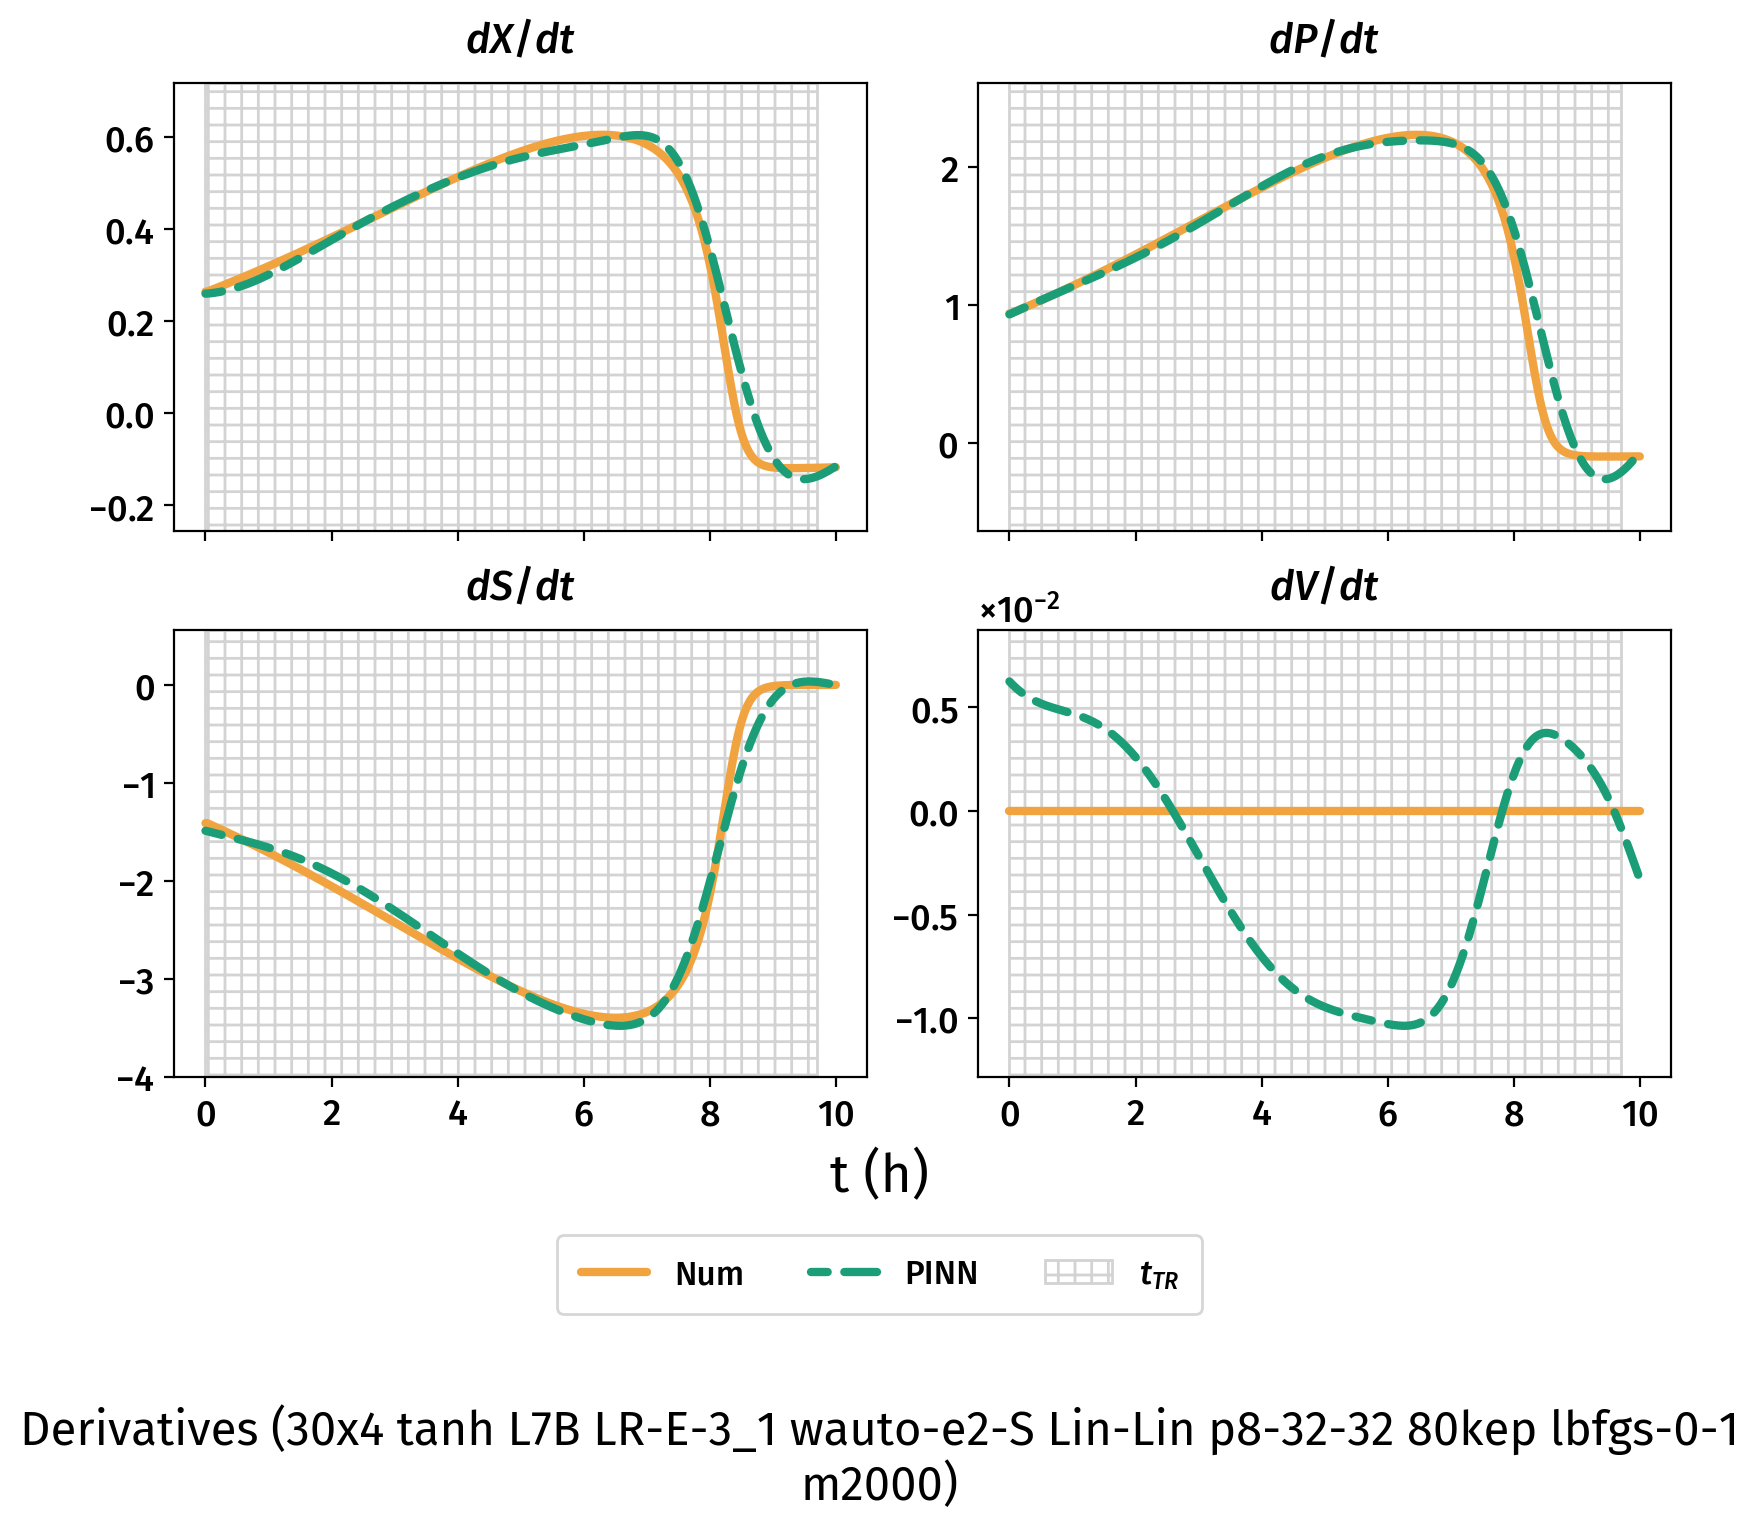 dX/dt
dP/dt
0.6
0.4
0.2
0.0
−0.2
2
1
0
dS/dt
dV/dt
×10⁻²
0
−1
−2
−3
−4
0.5
0.0
−0.5
−1.0
0 2 4 6 8 10
0 2 4 6 8 10
t (h)
Num PINN t_TR
Derivatives (30x4 tanh L7B LR-E-3_1 wauto-e2-S Lin-Lin p8-32-32 80kep lbfgs-0-1
m2000)